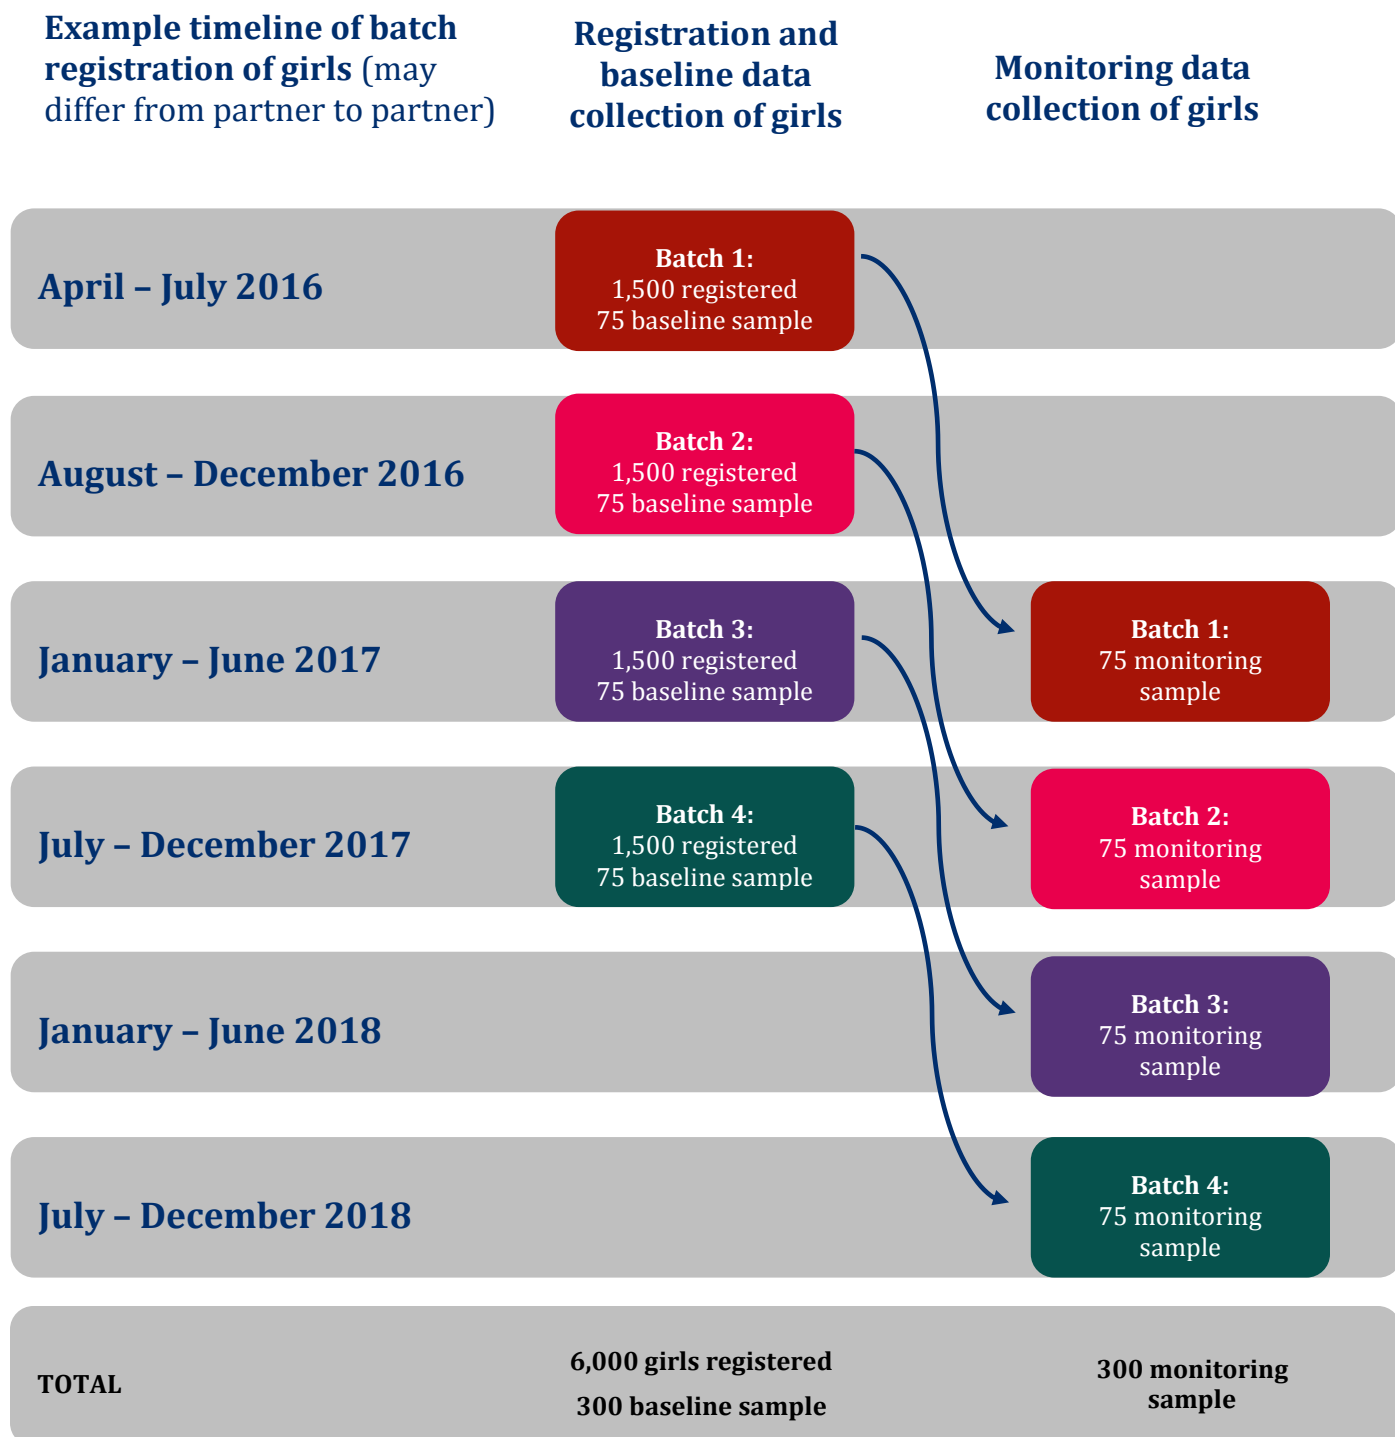 Example timeline of batch
registration of girls (may
differ from partner to partner)
Registration and
baseline data
collection of girls
Monitoring data
collection of girls
April – July 2016
Batch 1:
1,500 registered
75 baseline sample
August – December 2016
Batch 2:
1,500 registered
75 baseline sample
January – June 2017
Batch 3:
1,500 registered
75 baseline sample
Batch 1:
75 monitoring
sample
July – December 2017
Batch 4:
1,500 registered
75 baseline sample
Batch 2:
75 monitoring
sample
January – June 2018
Batch 3:
75 monitoring
sample
July – December 2018
Batch 4:
75 monitoring
sample
TOTAL
6,000 girls registered
300 baseline sample
300 monitoring
sample